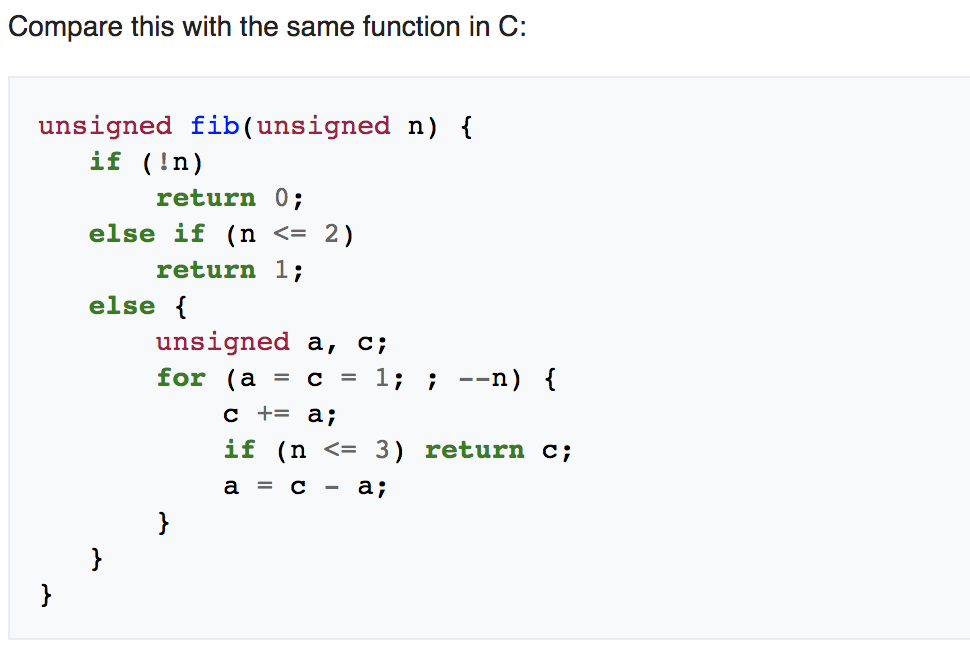 Compare this with the same function in C:
unsigned fib(unsigned n) {
   if (!n)
       return 0;
   else if (n <= 2)
       return 1;
   else {
       unsigned a, c;
       for (a = c = 1; ; --n) {
           c += a;
           if (n <= 3) return c;
           a = c - a;
       }
   }
}